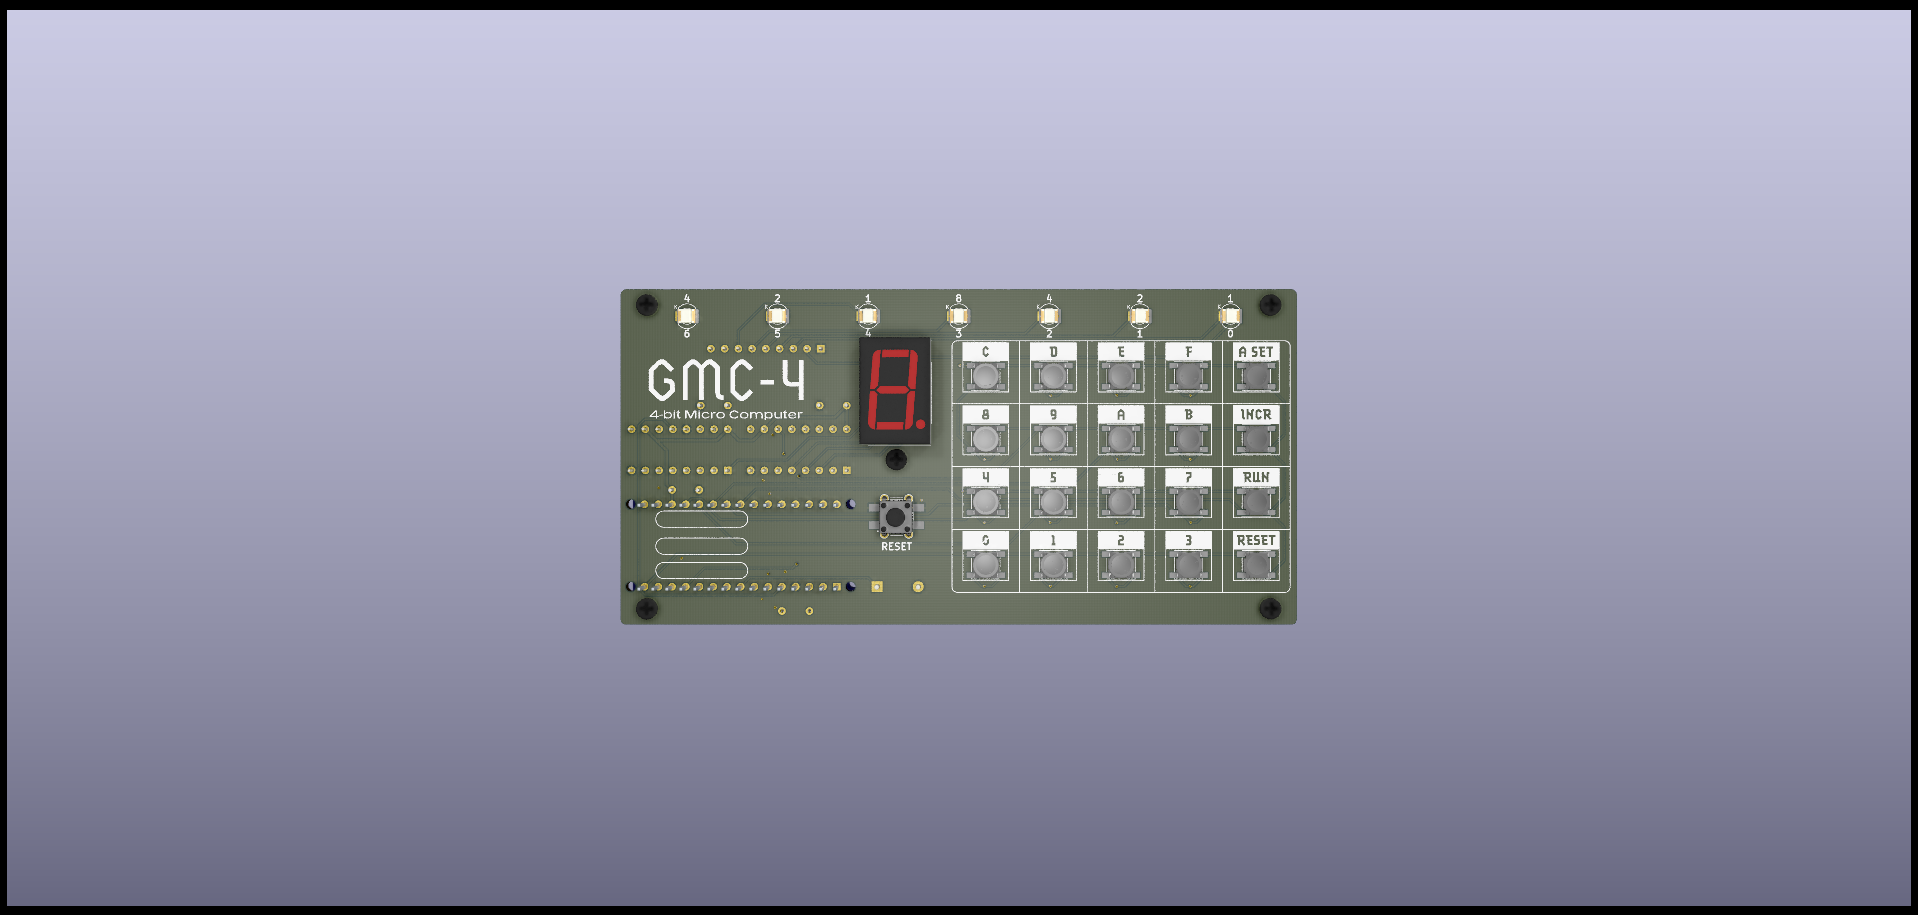 4 2 1 8 4 2 1
K K K K K K K
6 5 4 3 2 1 0
GMC-4
4-bit Micro Computer
C D E F A SET
8 9 A B INCR
4 5 6 7 RUN
0 1 2 3 RESET
RESET